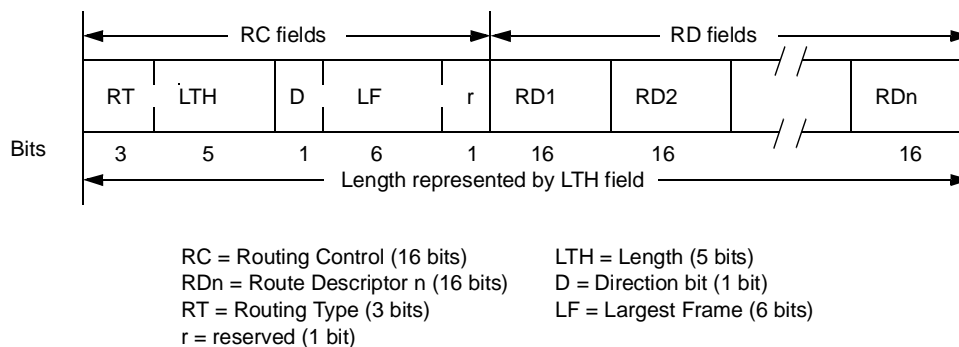 RC fields RD fields
RT LTH D LF r RD1 RD2 RDn
Bits 3 5 1 6 1 16 16 16
Length represented by LTH field
RC = Routing Control (16 bits) LTH = Length (5 bits)
RDn = Route Descriptor n (16 bits) D = Direction bit (1 bit)
RT = Routing Type (3 bits) LF = Largest Frame (6 bits)
r = reserved (1 bit)